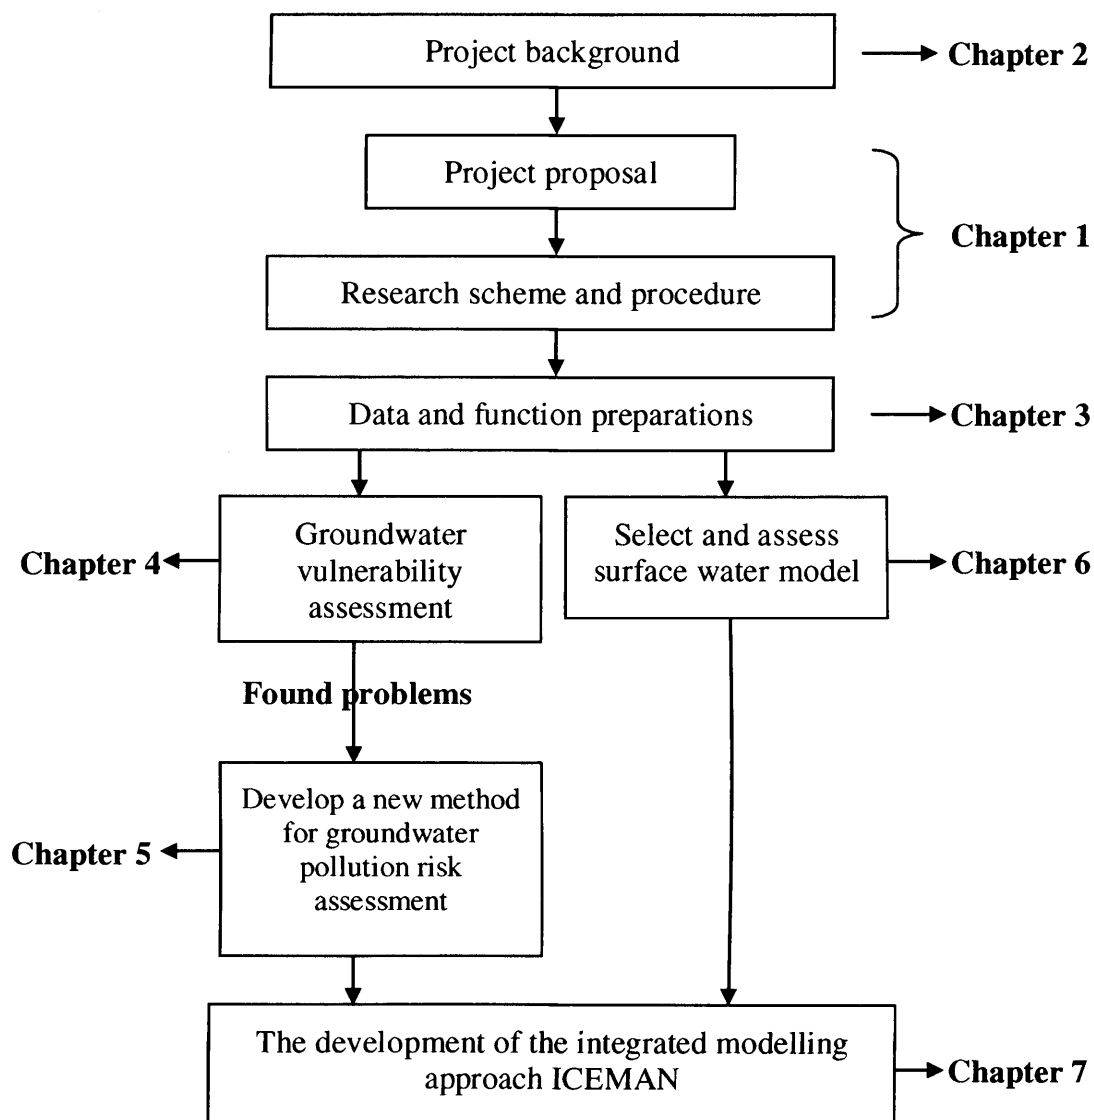 Project background
Chapter 2
Project proposal
Chapter 1
Research scheme and procedure
Data and function preparations
Chapter 3
Groundwater
vulnerability
assessment
Chapter 4
Select and assess
surface water model
Chapter 6
Found problems
Develop a new method
for groundwater
pollution risk
assessment
Chapter 5
The development of the integrated modelling
approach ICEMAN
Chapter 7